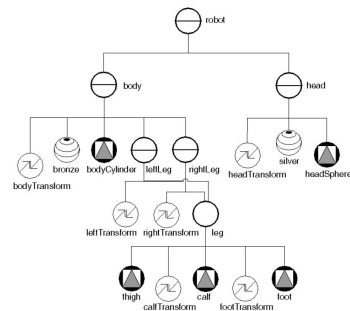 robot
body
head
bodyTransform
bronze
bodyCylinder
leftLeg
rightLeg
headTransform
silver
headSphere
leftTransform
rightTransform
leg
thigh
calfTransform
calf
footTransform
foot